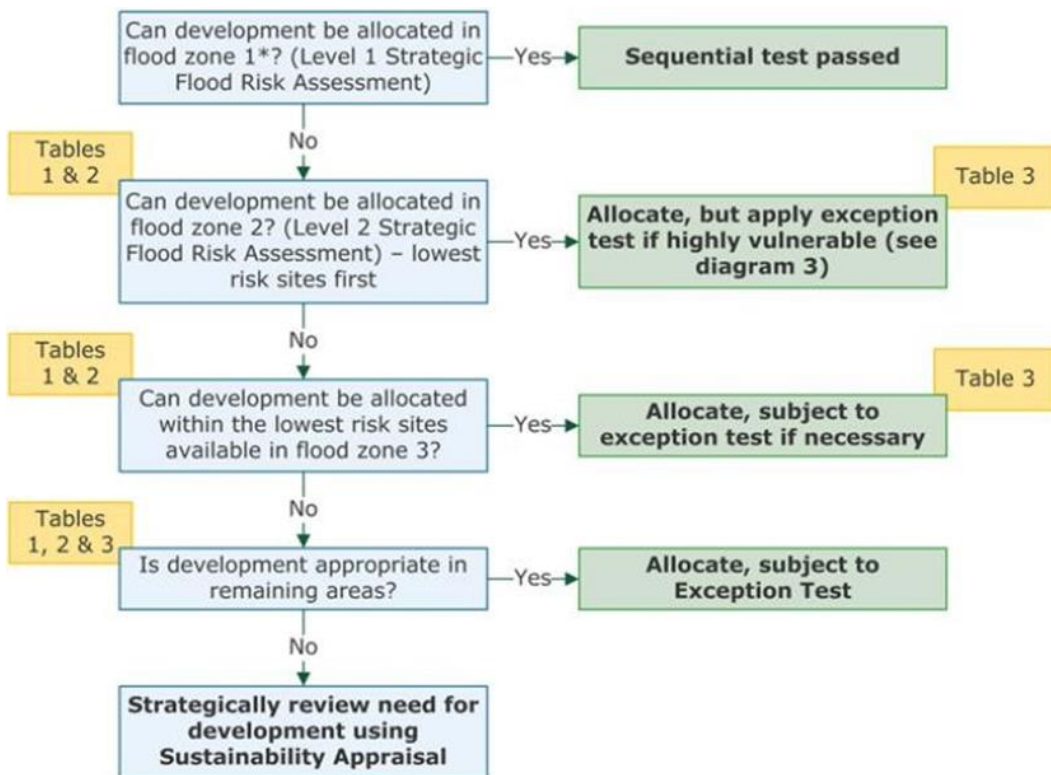 Can development be allocated in
flood zone 1*? (Level 1 Strategic
Flood Risk Assessment)
Yes
Sequential test passed
No
Tables
1 & 2
Can development be allocated in
flood zone 2? (Level 2 Strategic
Flood Risk Assessment) – lowest
risk sites first
Yes
Table 3
Allocate, but apply exception
test if highly vulnerable (see
diagram 3)
No
Tables
1 & 2
Can development be allocated
within the lowest risk sites
available in flood zone 3?
Yes
Table 3
Allocate, subject to
exception test if necessary
No
Tables
1, 2 & 3
Is development appropriate in
remaining areas?
Yes
Allocate, subject to
Exception Test
No
Strategically review need for
development using
Sustainability Appraisal